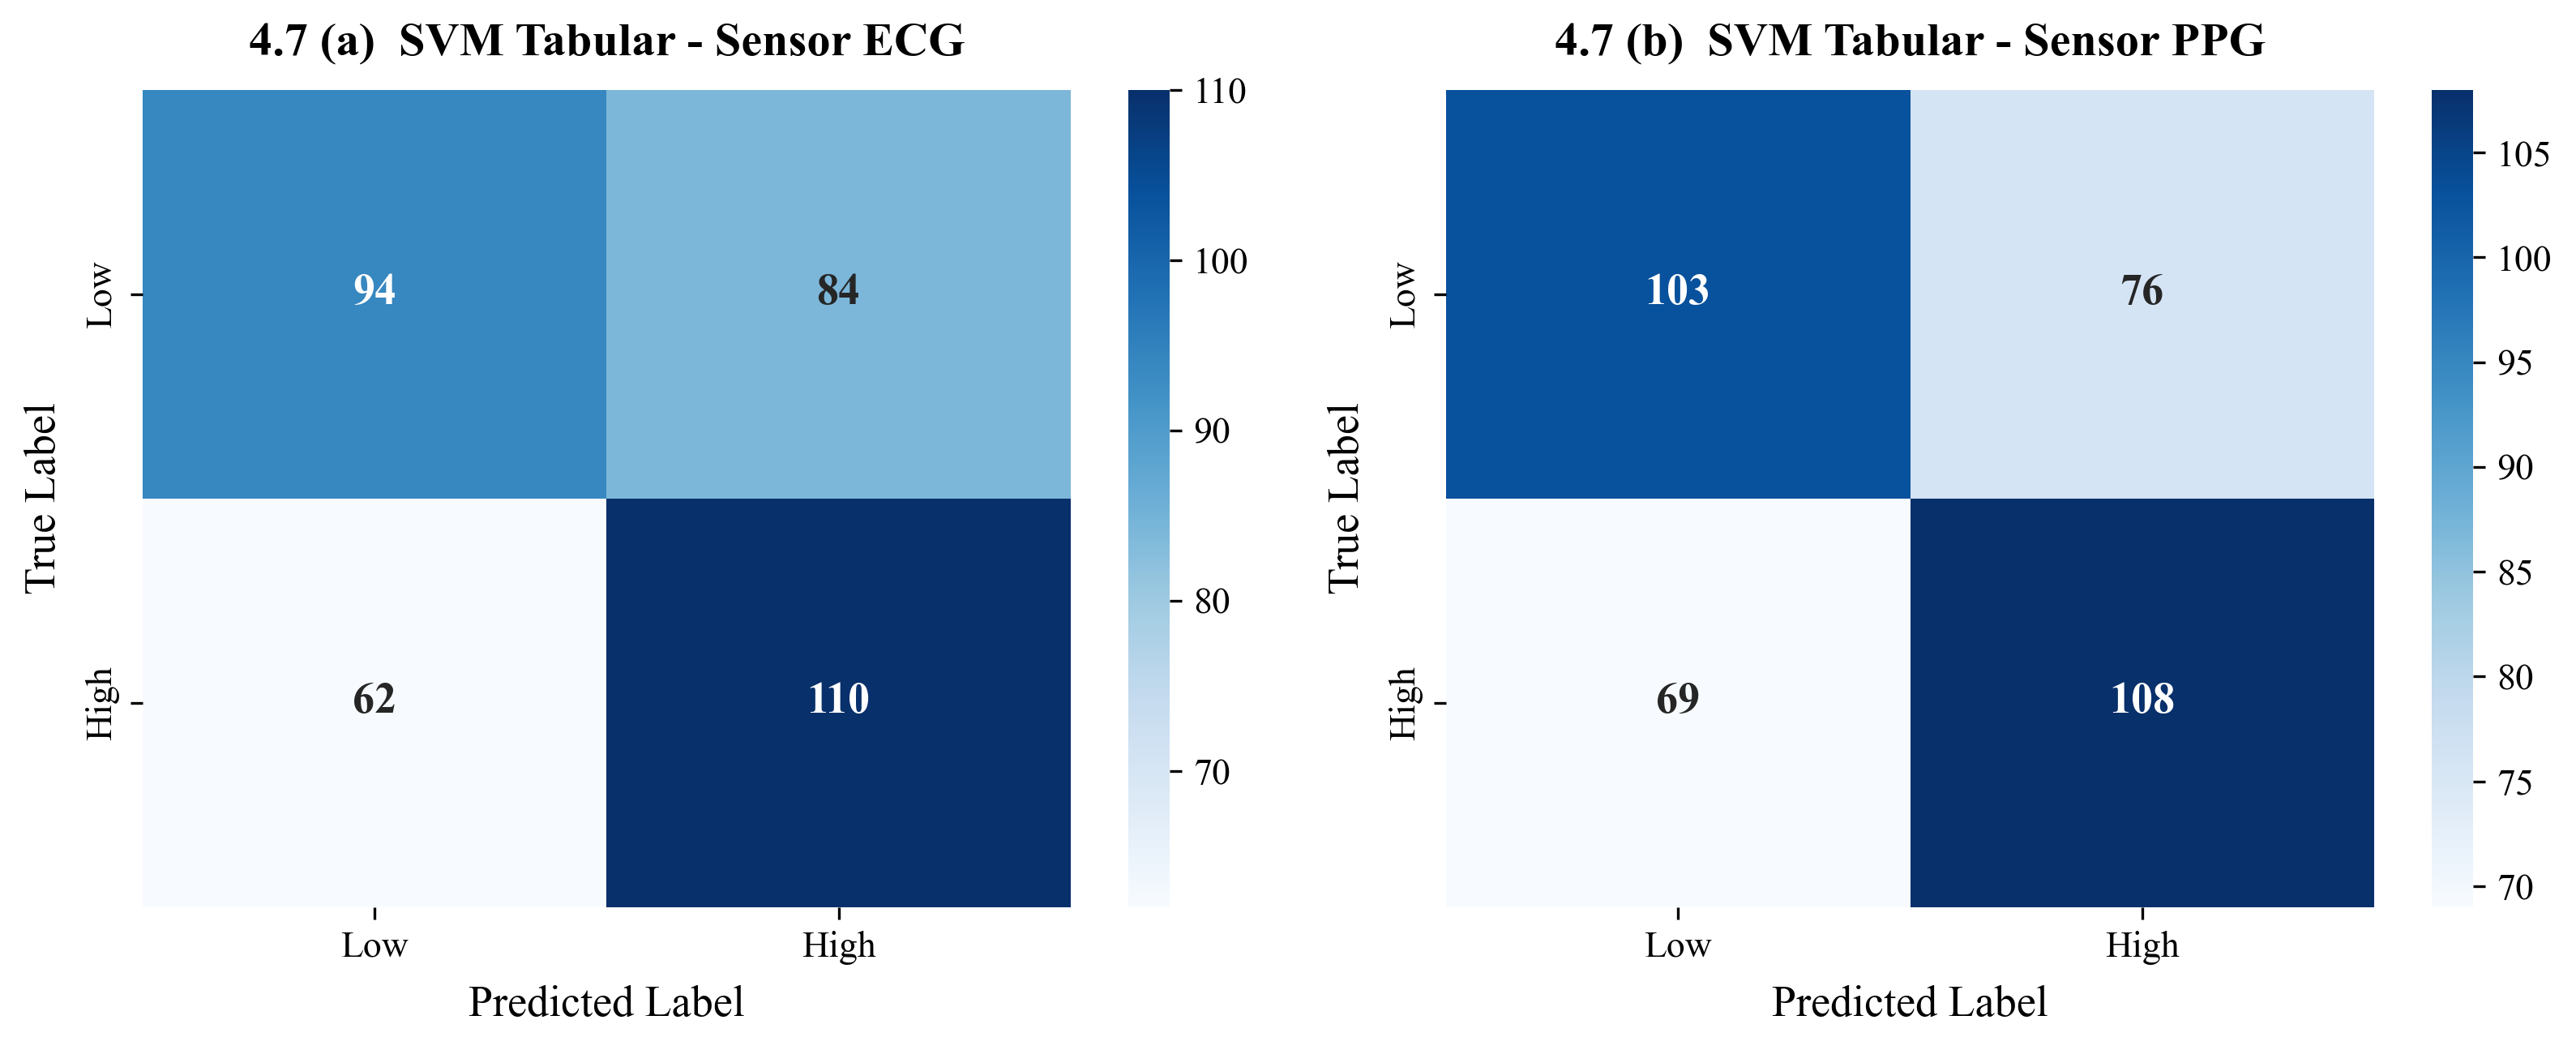 4.7 (a)  SVM Tabular - Sensor ECG
True Label
Low
High
94
84
62
110
Low
High
Predicted Label
110
100
90
80
70
4.7 (b)  SVM Tabular - Sensor PPG
True Label
Low
High
103
76
69
108
Low
High
Predicted Label
105
100
95
90
85
80
75
70